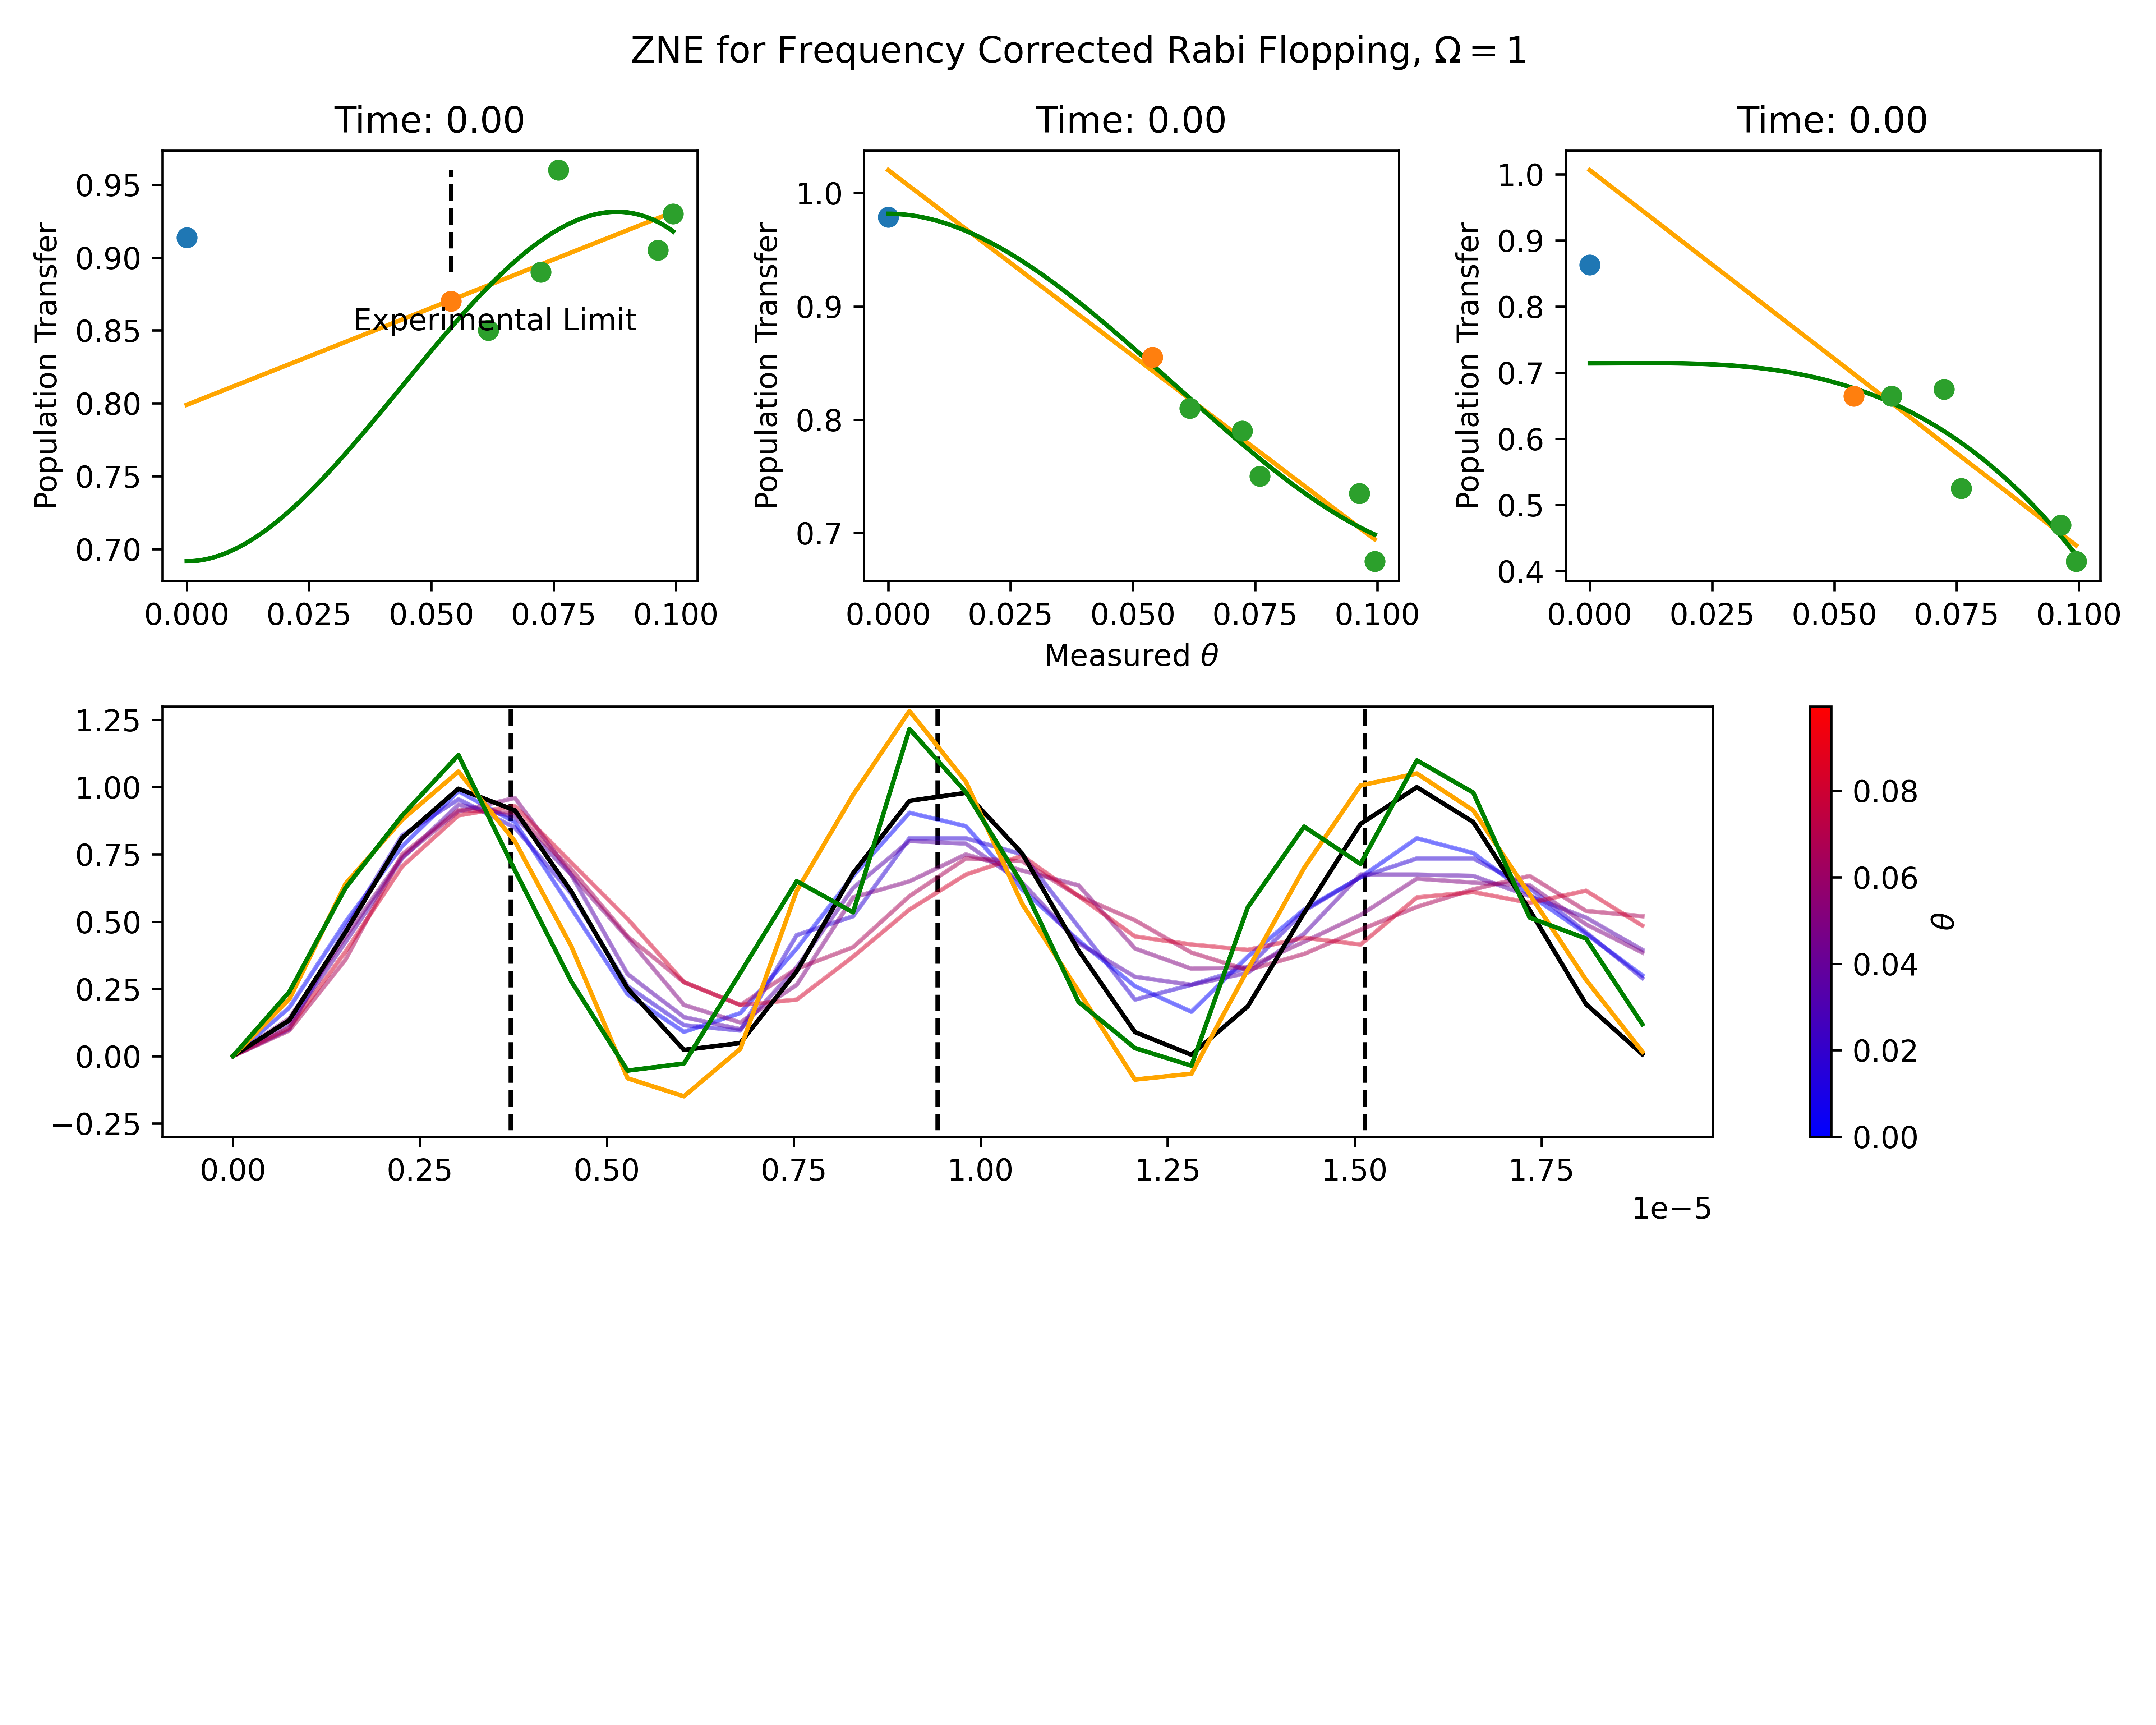 ZNE for Frequency Corrected Rabi Flopping, Ω = 1
Time: 0.00
Time: 0.00
Time: 0.00
Population Transfer
0.95
0.90
0.85
0.80
0.75
0.70
Experimental Limit
0.000 0.025 0.050 0.075 0.100
Population Transfer
1.0
0.9
0.8
0.7
0.000 0.025 0.050 0.075 0.100
Measured θ
Population Transfer
1.0
0.9
0.8
0.7
0.6
0.5
0.4
0.000 0.025 0.050 0.075 0.100
1.25
1.00
0.75
0.50
0.25
0.00
−0.25
0.00 0.25 0.50 0.75 1.00 1.25 1.50 1.75
1e−5
0.08
0.06
0.04
0.02
0.00
θ